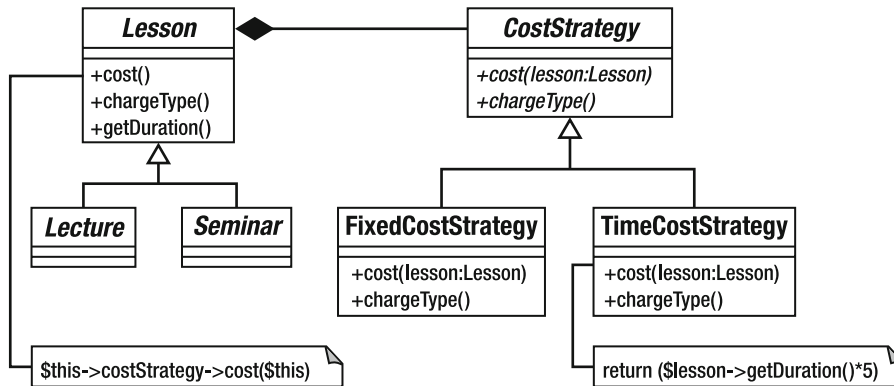 Lesson
+cost()
+chargeType()
+getDuration()
CostStrategy
+cost(lesson:Lesson)
+chargeType()
Lecture
Seminar
FixedCostStrategy
+cost(lesson:Lesson)
+chargeType()
TimeCostStrategy
+cost(lesson:Lesson)
+chargeType()
$this->costStrategy->cost($this)
return ($lesson->getDuration()*5)